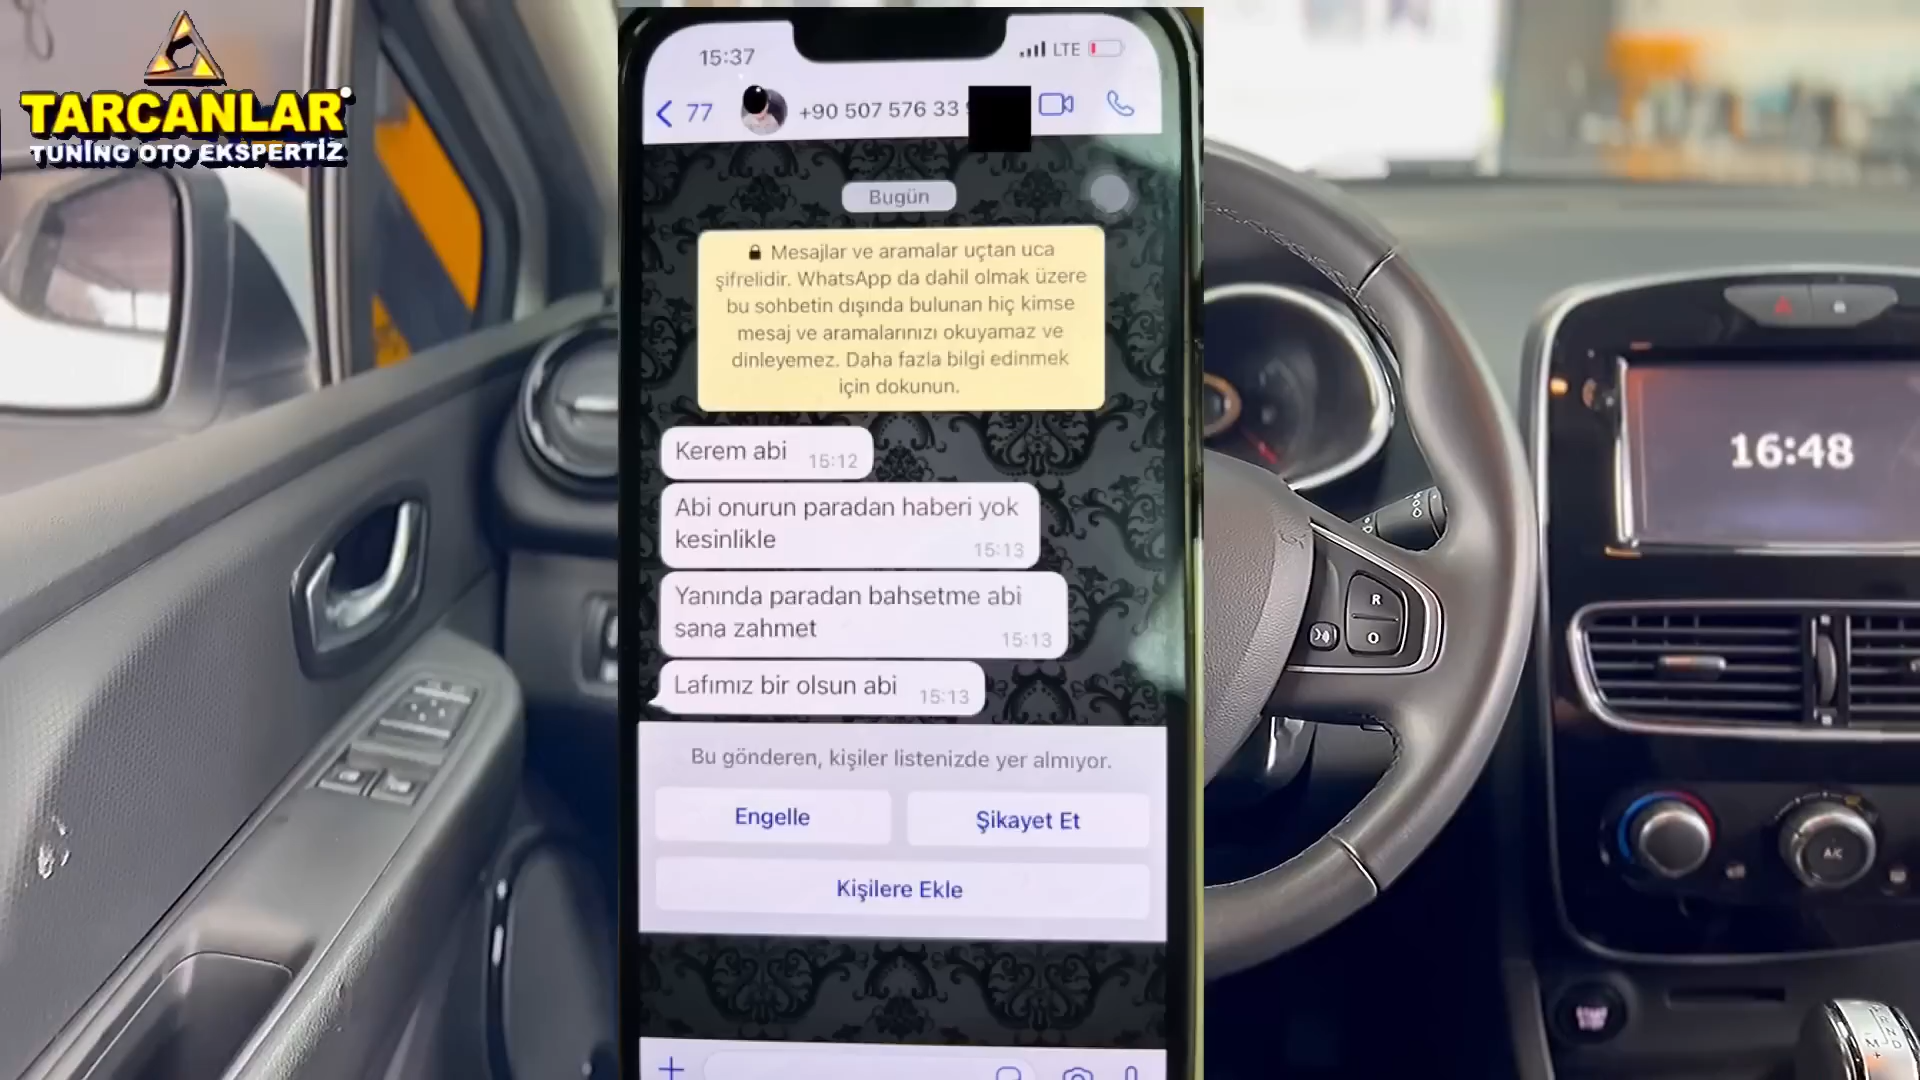 TARCANLAR
TUNİNG OTO EKSPERTİZ
15:37
LTE
77
+90 507 576 33
Bugün
Mesajlar ve aramalar uçtan uca
şifrelidir. WhatsApp da dahil olmak üzere
bu sohbetin dışında bulunan hiç kimse
mesaj ve aramalarınızı okuyamaz ve
dinleyemez. Daha fazla bilgi edinmek
için dokunun.
Kerem abi 15:12
Abi onurun paradan haberi yok
kesinlikle 15:13
Yanında paradan bahsetme abi
sana zahmet 15:13
Lafımız bir olsun abi 15:13
Bu gönderen, kişiler listenizde yer almıyor.
Engelle
Şikayet Et
Kişilere Ekle
16:48
R
O
A/C
R
N
D
M
+